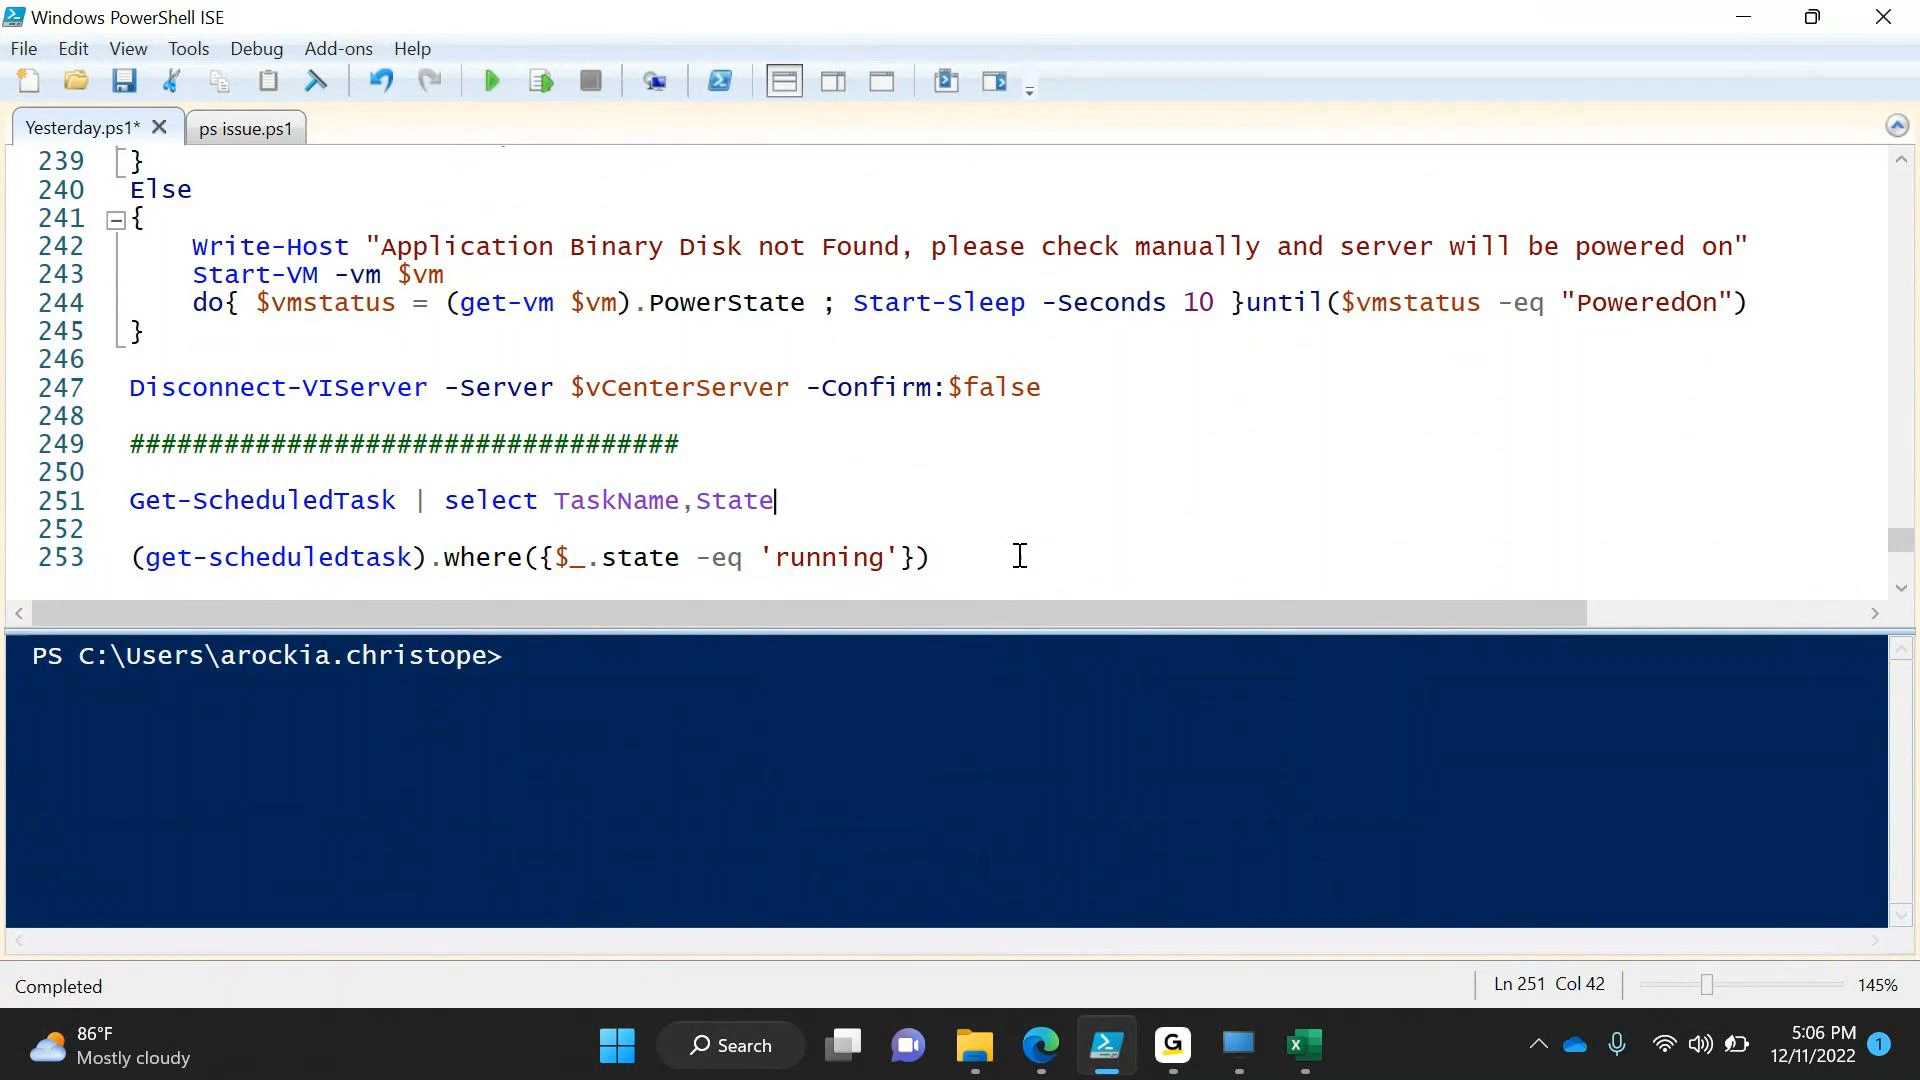 Windows PowerShell ISE
File Edit View Tools Debug Add-ons Help
Yesterday.ps1* ps issue.ps1
239 }
240 Else
241 {
242 Write-Host "Application Binary Disk not Found, please check manually and server will be powered on"
243 Start-VM -vm $vm
244 do{ $vmstatus = (get-vm $vm).PowerState ; Start-Sleep -Seconds 10 }until($vmstatus -eq "PoweredOn")
245 }
246
247 Disconnect-VIServer -Server $vCenterServer -Confirm:$false
248
249 ###################################
250
251 Get-ScheduledTask | select TaskName,State
252
253 (get-scheduledtask).where({$_.state -eq 'running'})
PS C:\Users\arockia.christope>
Completed Ln 251 Col 42 145%
86°F
Mostly cloudy
Search
5:06 PM
12/11/2022
1